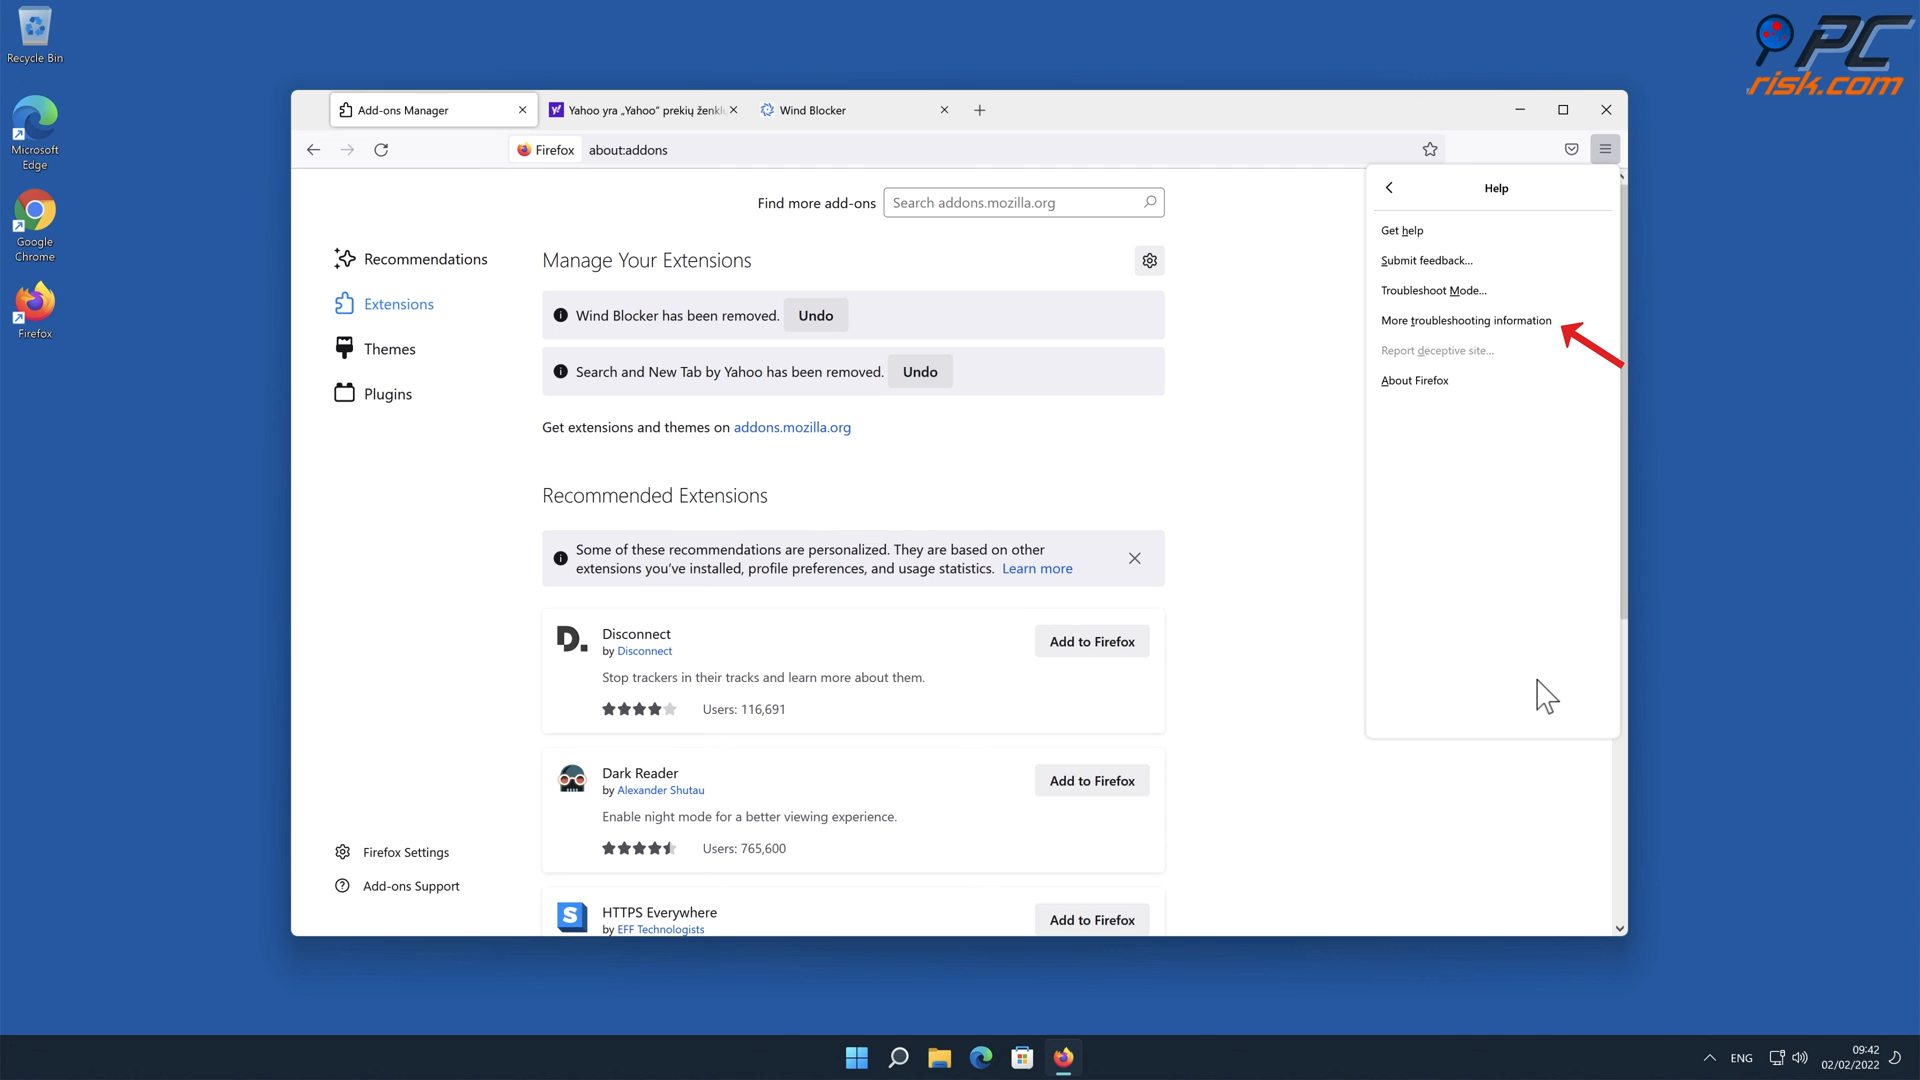 Recycle Bin
Microsoft
Edge
Google
Chrome
Firefox
PC
risk.com
Add-ons Manager
Yahoo yra „Yahoo“ prekių ženkl
Wind Blocker
Firefox
about:addons
Find more add-ons
Search addons.mozilla.org
Recommendations
Extensions
Themes
Plugins
Firefox Settings
Add-ons Support
Manage Your Extensions
Wind Blocker has been removed. Undo
Search and New Tab by Yahoo has been removed. Undo
Get extensions and themes on addons.mozilla.org
Recommended Extensions
Some of these recommendations are personalized. They are based on other
extensions you've installed, profile preferences, and usage statistics. Learn more
D.
Disconnect
by Disconnect
Add to Firefox
Stop trackers in their tracks and learn more about them.
Users: 116,691
Dark Reader
by Alexander Shutau
Add to Firefox
Enable night mode for a better viewing experience.
Users: 765,600
S
HTTPS Everywhere
by EFF Technologists
Add to Firefox
Help
Get help
Submit feedback...
Troubleshoot Mode...
More troubleshooting information
Report deceptive site...
About Firefox
ENG
09:42
02/02/2022